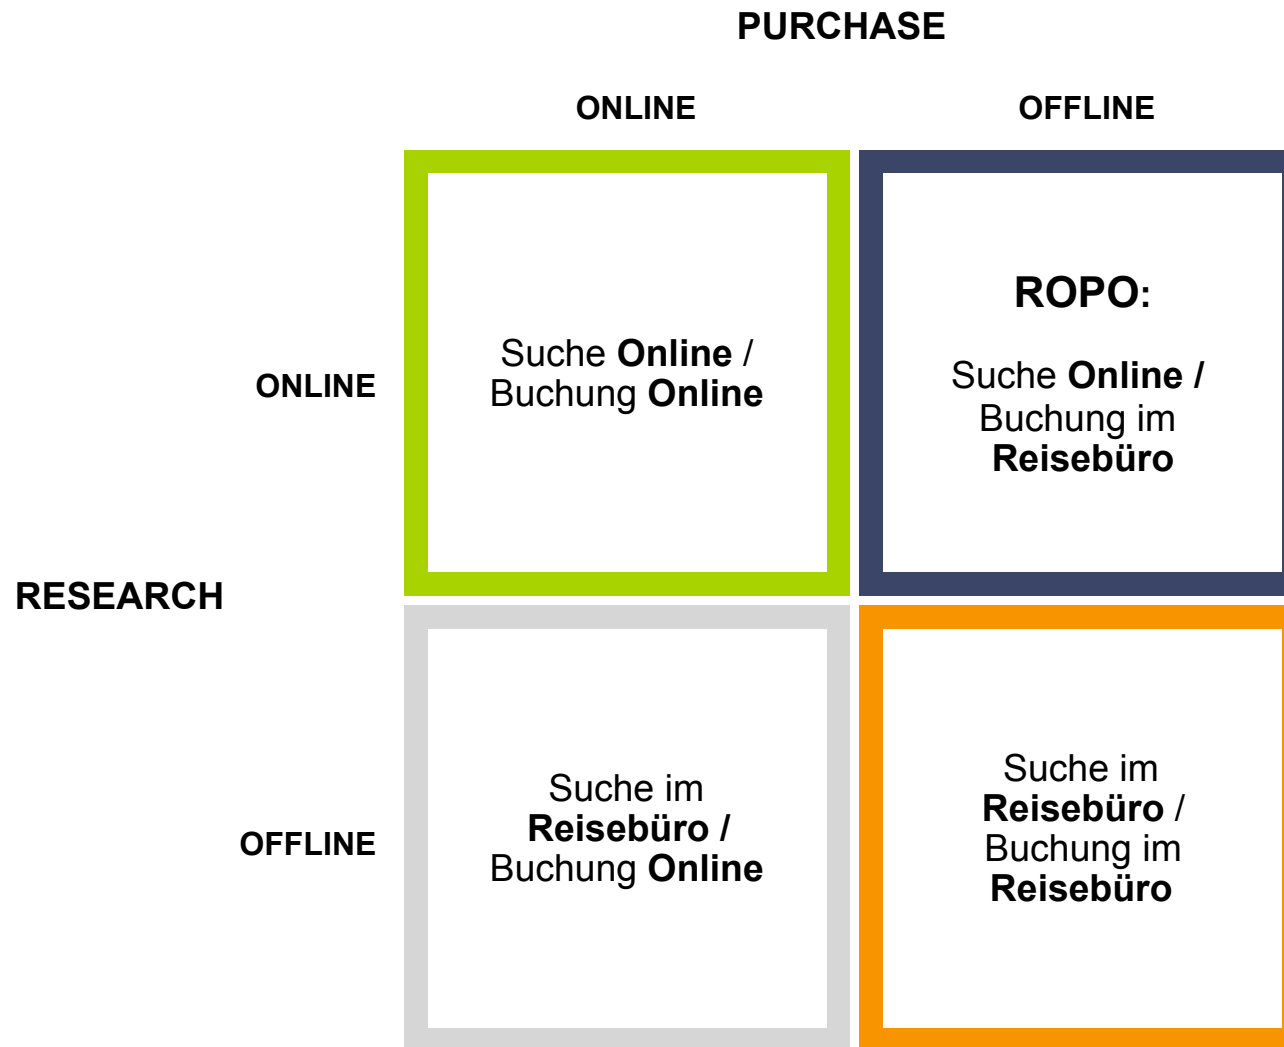 PURCHASE
ONLINE
OFFLINE
RESEARCH
ONLINE
Suche Online /
Buchung Online
ROPO:
Suche Online /
Buchung im
Reisebüro
OFFLINE
Suche im
Reisebüro /
Buchung Online
Suche im
Reisebüro /
Buchung im
Reisebüro